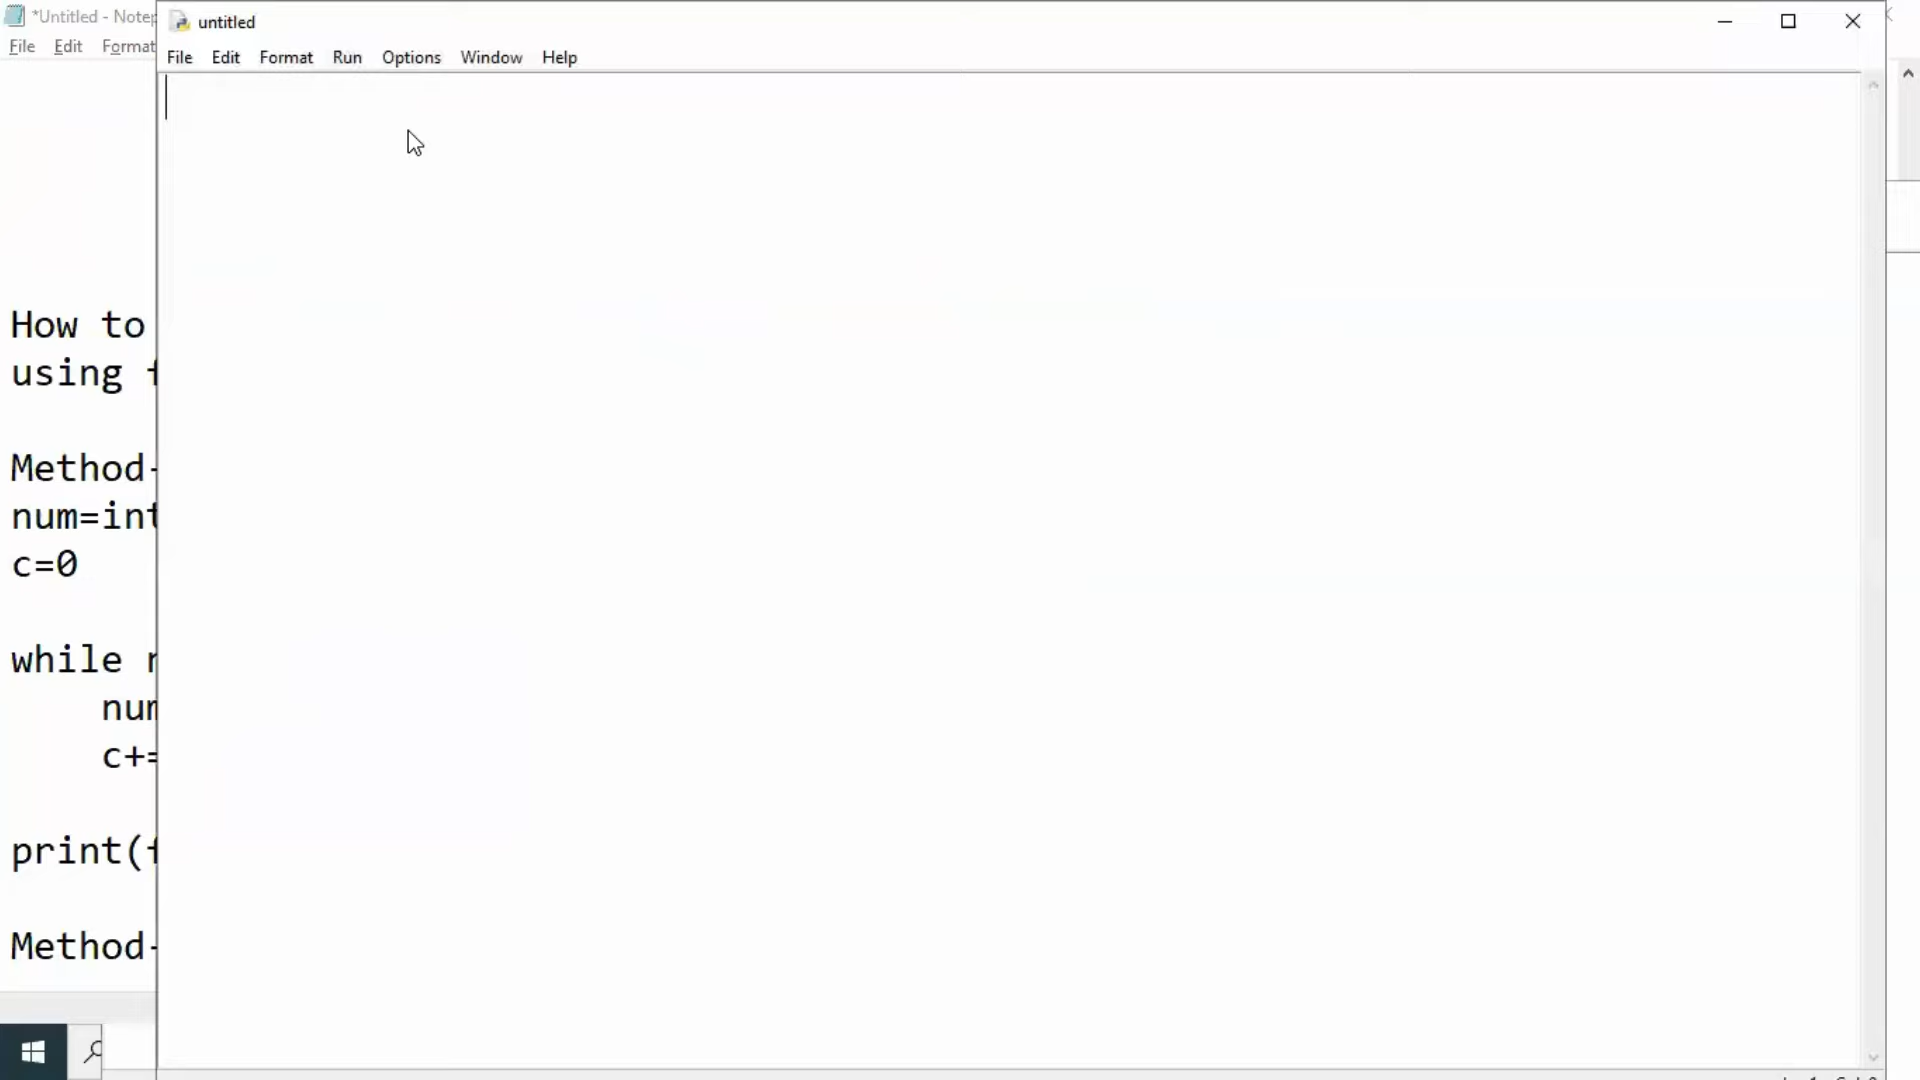 *Untitled - Notep
File Edit Format
untitled
File Edit Format Run Options Window Help
How to
using
Method-
num=int
c=0
while
num
c+=
print(
Method-